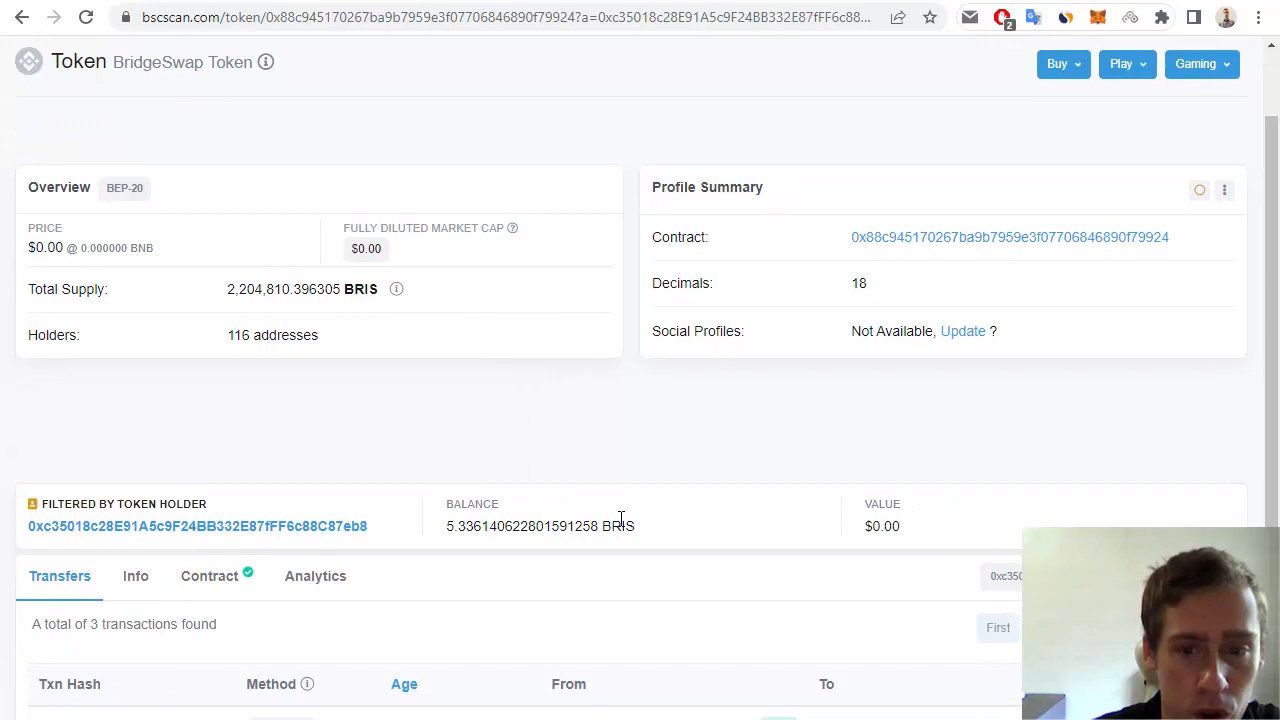 bscscan.com/token/0x88c945170267ba9b7959e3f07706846890f79924?a=0xc35018c28E91A5c9F24BB332E87fFF6c88...
2
Token BridgeSwap Token
Buy
Play
Gaming
Overview BEP-20
PRICE
$0.00 @ 0.000000 BNB
FULLY DILUTED MARKET CAP
$0.00
Total Supply: 2,204,810.396305 BRIS
Holders: 116 addresses
Profile Summary
Contract: 0x88c945170267ba9b7959e3f07706846890f79924
Decimals: 18
Social Profiles: Not Available, Update ?
FILTERED BY TOKEN HOLDER
0xc35018c28E91A5c9F24BB332E87fFF6c88C87eb8
BALANCE
5.336140622801591258 BRIS
VALUE
$0.00
Transfers Info Contract Analytics
0xc350
A total of 3 transactions found
First
Txn Hash Method Age From To